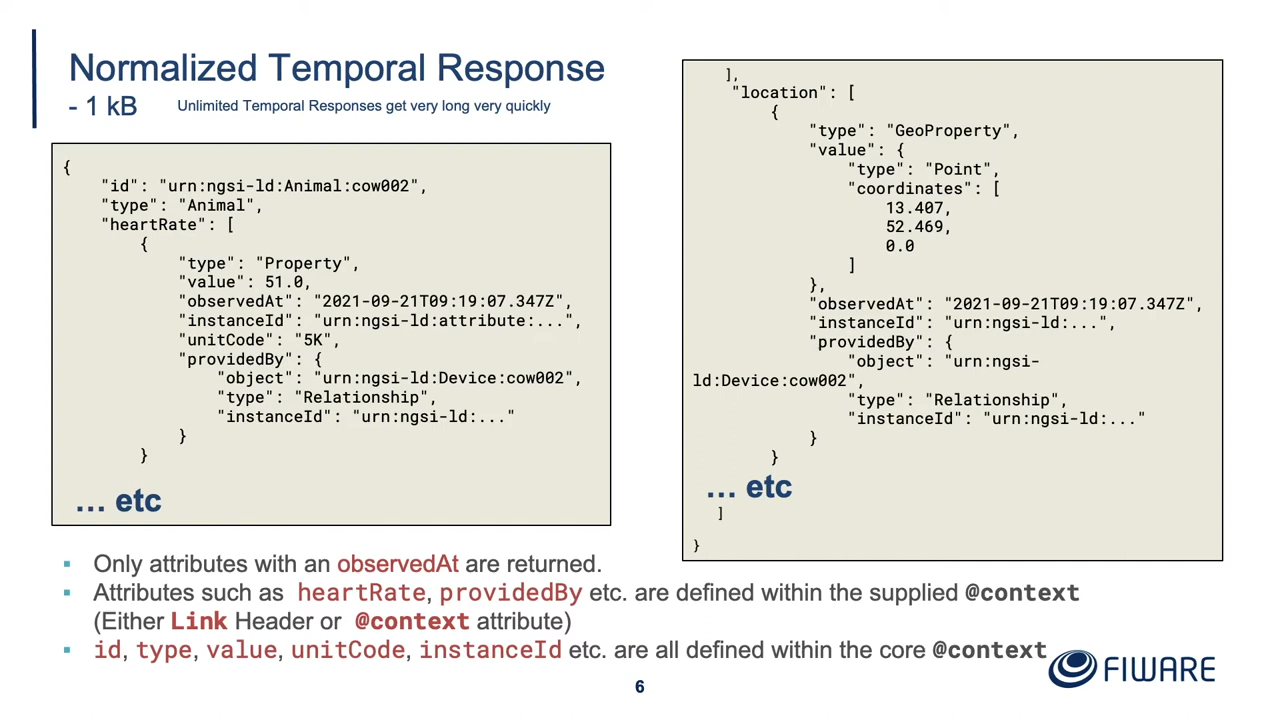 Normalized Temporal Response
- 1 kB
Unlimited Temporal Responses get very long very quickly
{
"id": "urn:ngsi-ld:Animal:cow002",
"type": "Animal",
"heartRate": [
{
"type": "Property",
"value": 51.0,
"observedAt": "2021-09-21T09:19:07.347Z",
"instanceId": "urn:ngsi-ld:attribute:...",
"unitCode": "5K",
"providedBy": {
"object": "urn:ngsi-ld:Device:cow002",
"type": "Relationship",
"instanceId": "urn:ngsi-ld:..."
}
}
... etc
],
"location": [
{
"type": "GeoProperty",
"value": {
"type": "Point",
"coordinates": [
13.407,
52.469,
0.0
]
},
"observedAt": "2021-09-21T09:19:07.347Z",
"instanceId": "urn:ngsi-ld:...",
"providedBy": {
"object": "urn:ngsi-
ld:Device:cow002",
"type": "Relationship",
"instanceId": "urn:ngsi-ld:..."
}
}
... etc
]
}
▪ Only attributes with an observedAt are returned.
▪ Attributes such as heartRate, providedBy etc. are defined within the supplied @context
(Either Link Header or @context attribute)
▪ id, type, value, unitCode, instanceId etc. are all defined within the core @context
FIWARE
6